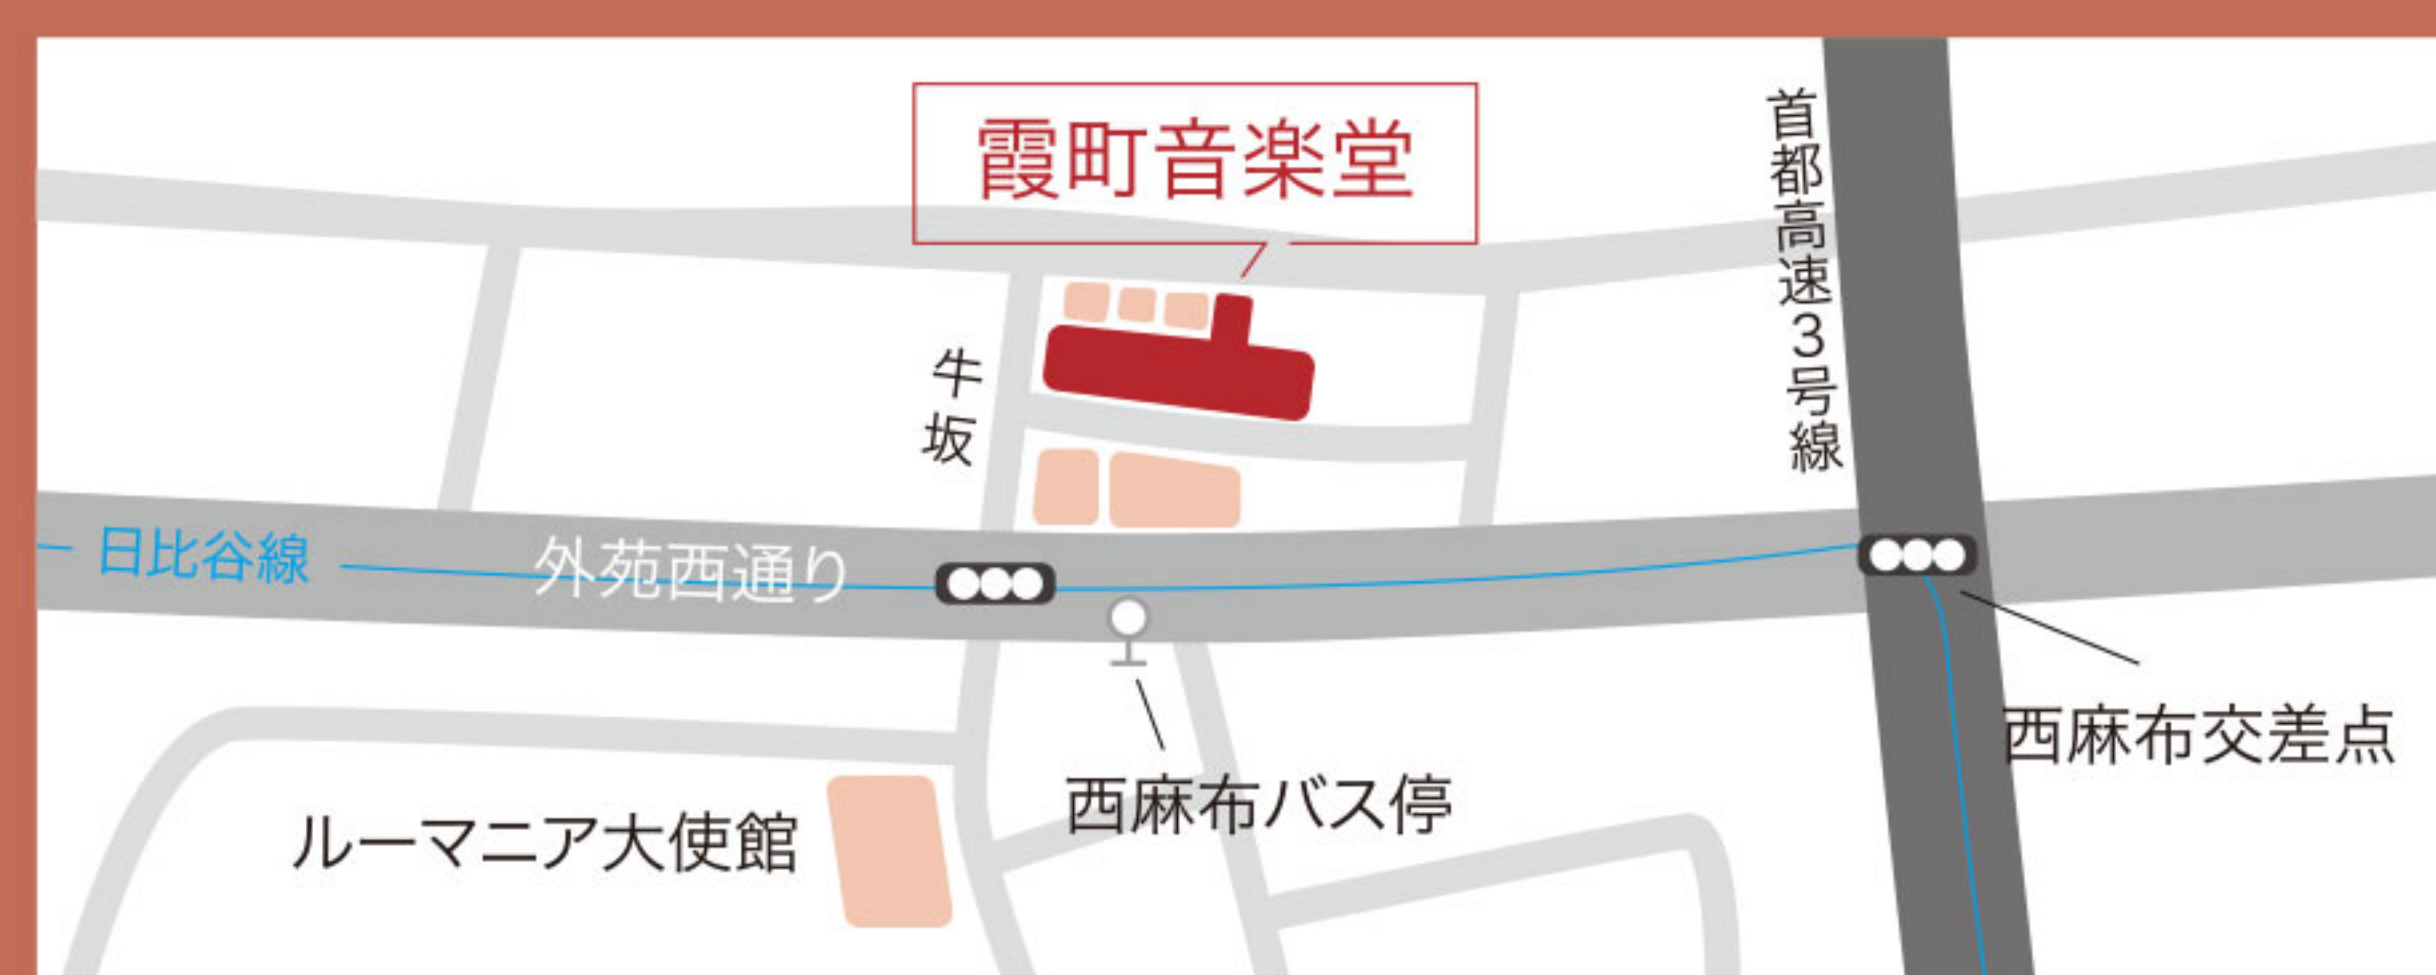 霞町音楽堂
首都高速3号線
牛坂
日比谷線
外苑西通り
西麻布交差点
西麻布バス停
ルーマニア大使館